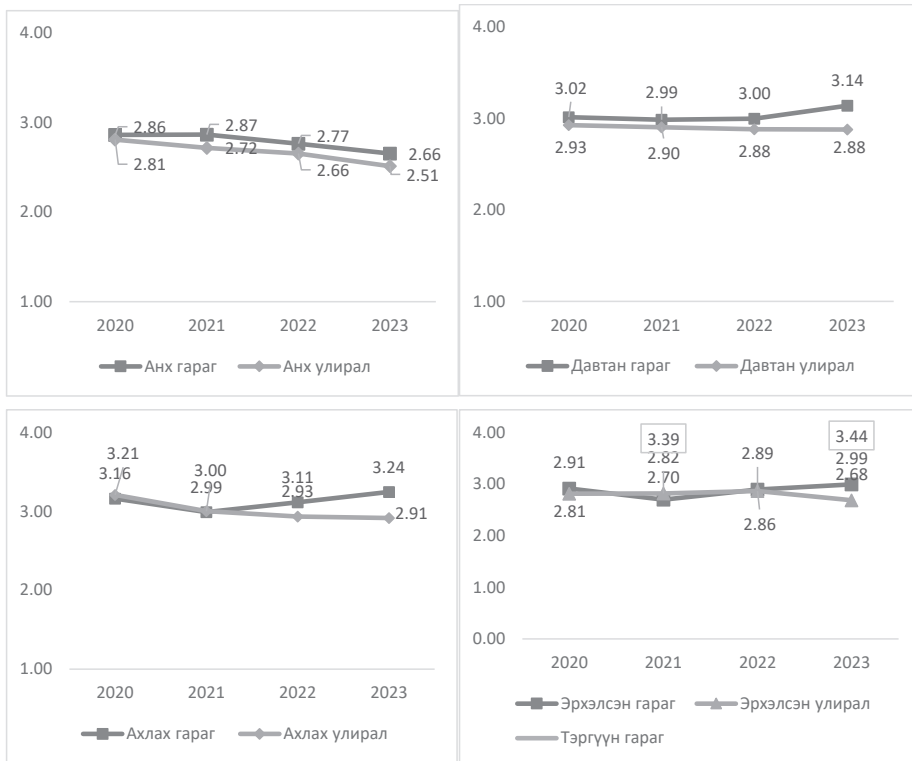 4.00
3.00
2.00
1.00
2.86 2.87 2.77 2.66
2.81 2.72 2.66 2.51
2020 2021 2022 2023
Анх гараг Анх улирал
4.00
3.00
2.00
1.00
3.02 2.99 3.00 3.14
2.93 2.90 2.88 2.88
2020 2021 2022 2023
Давтан гараг Давтан улирал
4.00
3.00
2.00
1.00
3.21 3.00 3.11 3.24
3.16 2.99 2.93 2.91
2020 2021 2022 2023
Ахлах гараг Ахлах улирал
4.00
3.00
2.00
1.00
0.00
3.39 3.44
2.91 2.82 2.89 2.99
2.81 2.70 2.86 2.68
2020 2021 2022 2023
Эрхэлсэн гараг Эрхэлсэн улирал
Тэргүүн гараг